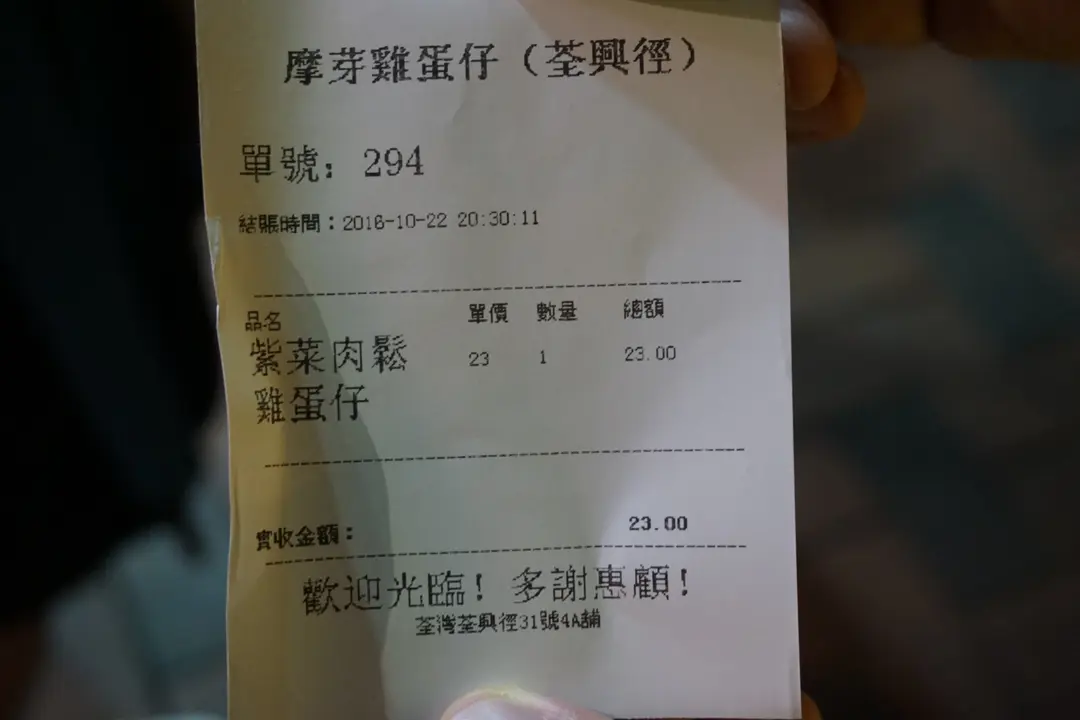 摩芽雞蛋仔（荃興徑）
單號: 294
結賬時間：2016-10-22 20:30:11
品名 單價 數量 總額
紫菜肉鬆 23 1 23.00
雞蛋仔
實收金額： 23.00
歡迎光臨! 多謝惠顧!
荃灣荃興徑31號4A舖